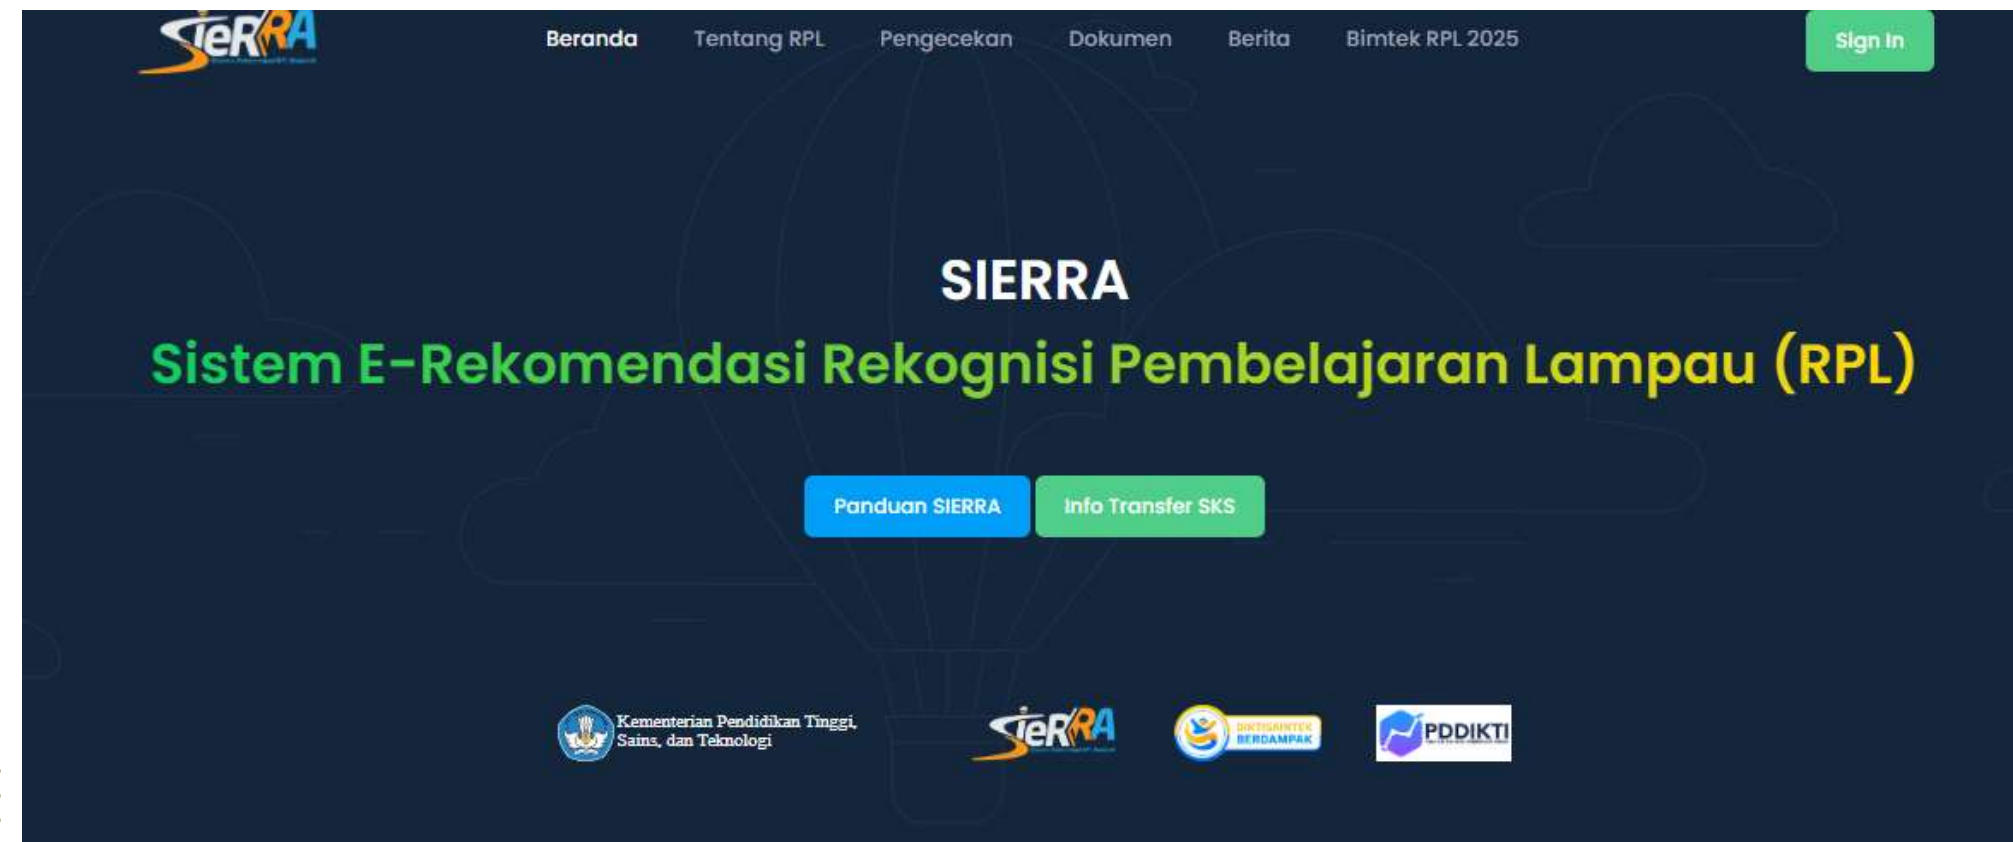 SIeRRA
Beranda
Tentang RPL
Pengecekan
Dokumen
Berita
Bimtek RPL 2025
Sign In
SIERRA
Sistem E-Rekomendasi Rekognisi Pembelajaran Lampau (RPL)
Panduan SIERRA
Info Transfer SKS
Kementerian Pendidikan Tinggi,
Sains, dan Teknologi
SIeRRA
DIKTISAINTEK
BERDAMPAK
PDDIKTI